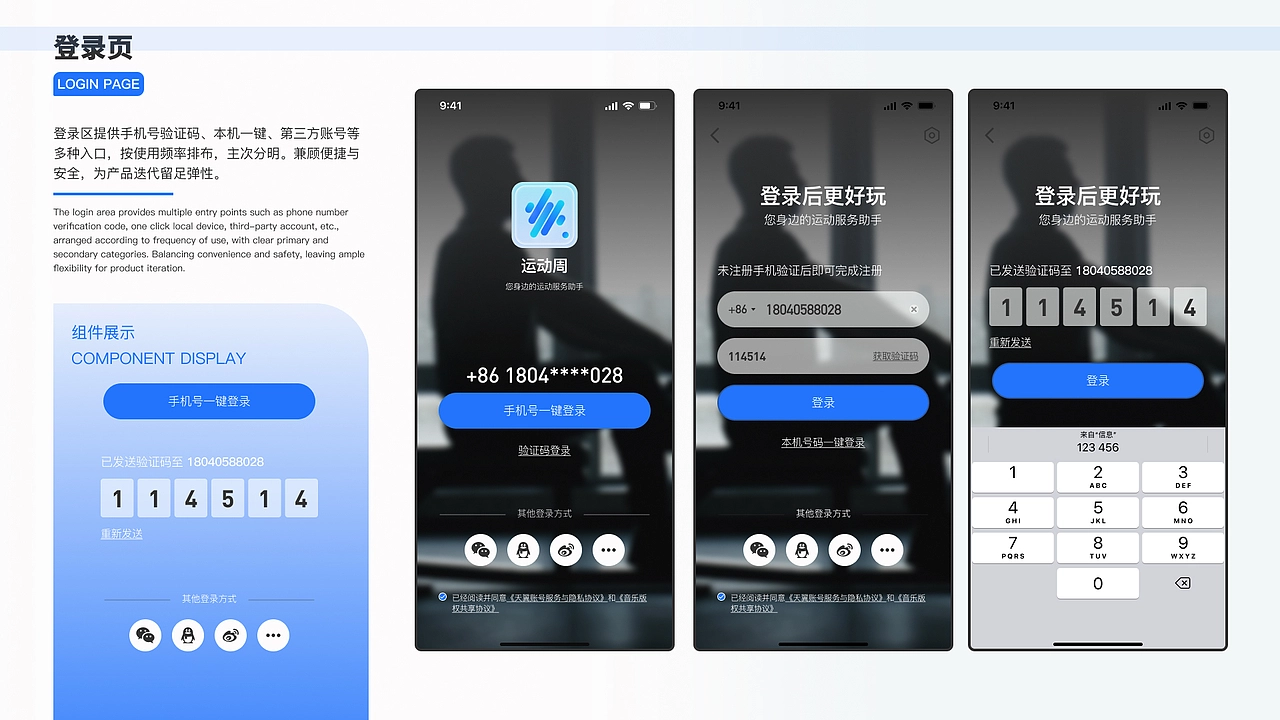 登录页
LOGIN PAGE
登录区提供手机号验证码、本机一键、第三方账号等
多种入口，按使用频率排布，主次分明。兼顾便捷与
安全，为产品迭代留足弹性。
The login area provides multiple entry points such as phone number
verification code, one click local device, third-party account, etc.,
arranged according to frequency of use, with clear primary and
secondary categories. Balancing convenience and safety, leaving ample
flexibility for product iteration.
组件展示
COMPONENT DISPLAY
手机号一键登录
已发送验证码至 18040588028
1 1 4 5 1 4
重新发送
其他登录方式
9:41
运动周
您身边的运动服务助手
+86 1804****028
手机号一键登录
验证码登录
其他登录方式
已经阅读并同意《天翼账号服务与隐私协议》和《音乐版
权共享协议》
9:41
登录后更好玩
您身边的运动服务助手
未注册手机验证后即可完成注册
+86 18040588028
114514 获取验证码
登录
本机号码一键登录
其他登录方式
已经阅读并同意《天翼账号服务与隐私协议》和《音乐版
权共享协议》
9:41
登录后更好玩
您身边的运动服务助手
已发送验证码至 18040588028
1 1 4 5 1 4
重新发送
登录
来自“信息”
123 456
1 2 3
ABC DEF
4 5 6
GHI JKL MNO
7 8 9
PQRS TUV WXYZ
0